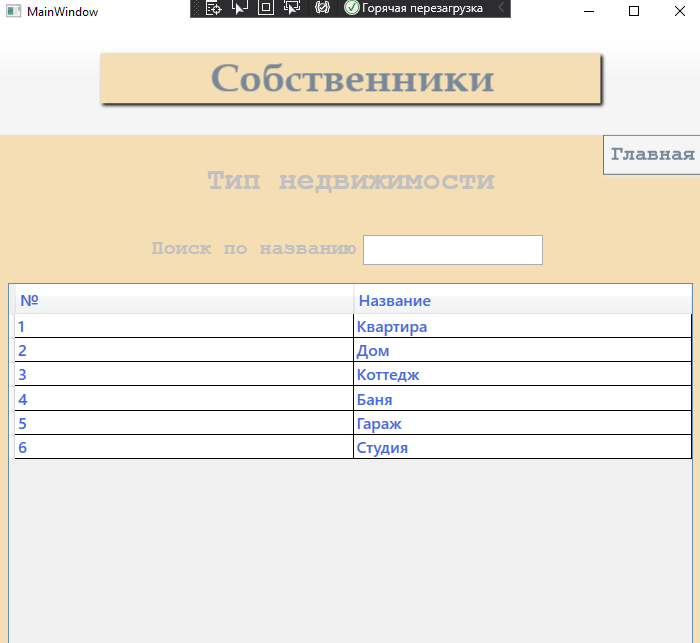 MainWindow
Горячая перезагрузка
Собственники
Главная
Тип недвижимости
Поиск по названию
№ Название
1 Квартира
2 Дом
3 Коттедж
4 Баня
5 Гараж
6 Студия